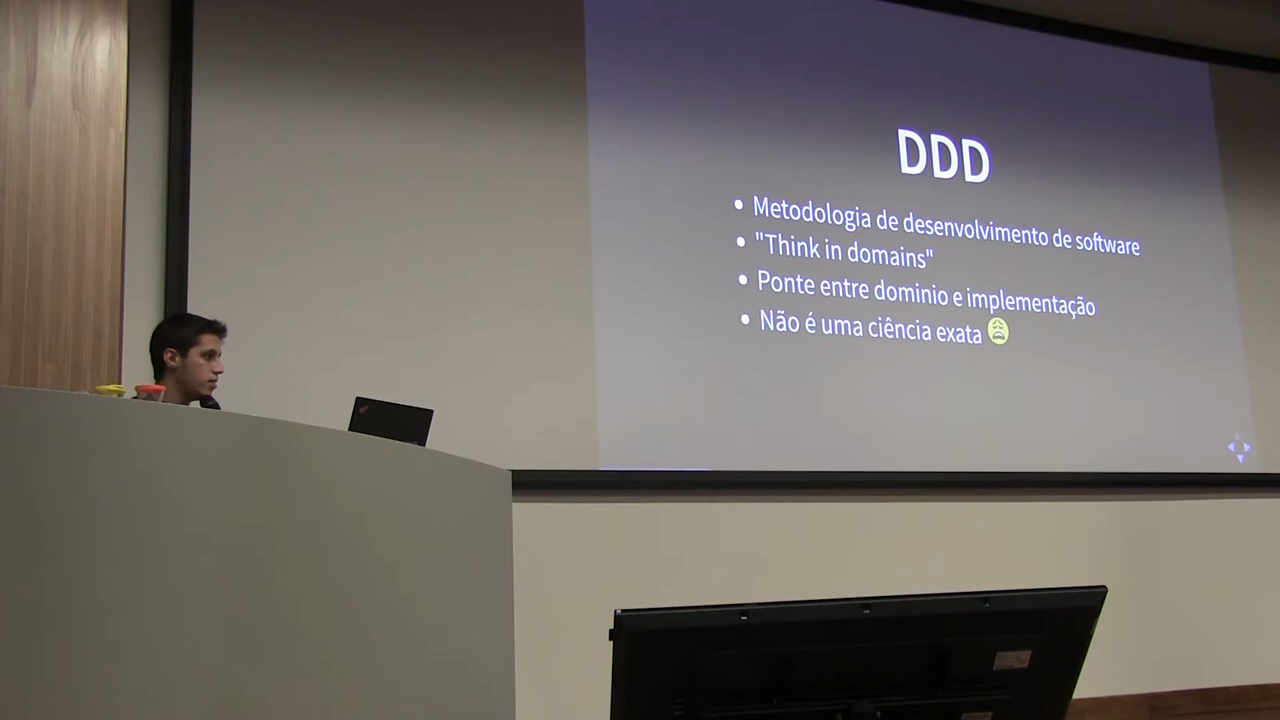 DDD
Metodologia de desenvolvimento de software
"Think in domains"
Ponte entre dominio e implementação
Não é uma ciência exata 😩